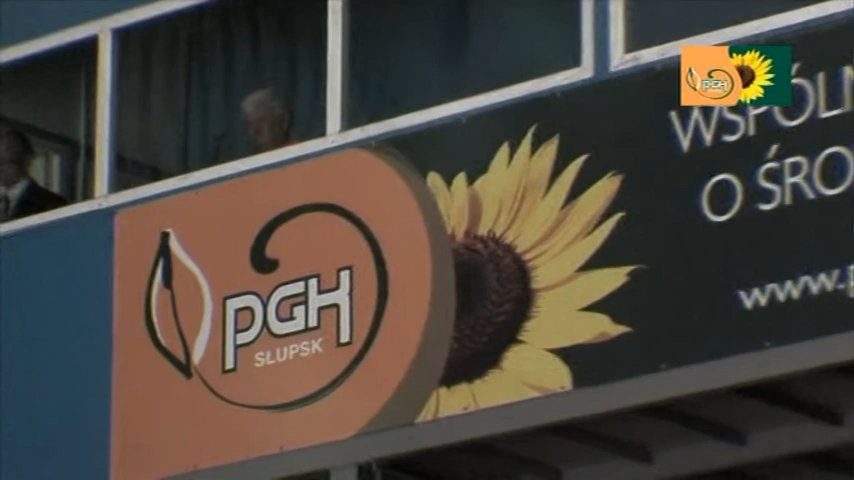 PGK
WSPÓLN
O ŚRO
PGK
SŁUPSK
www.p